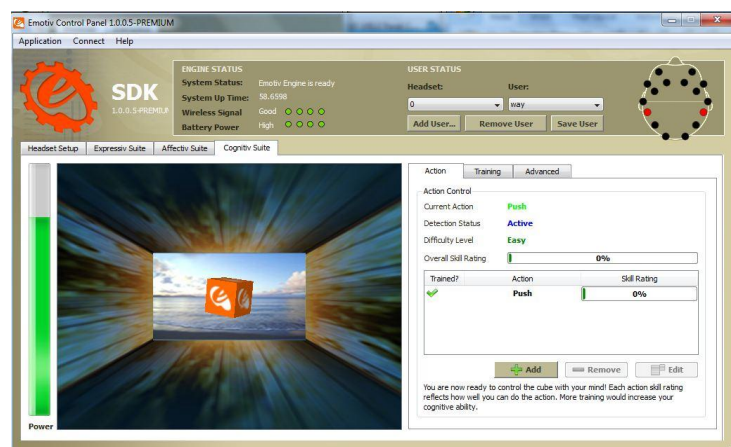 Emotiv Control Panel 1.0.0.5-PREMIUM
Application Connect Help
SDK
1.0.0.5-PREMIUM
ENGINE STATUS
System Status: Emotiv Engine is ready
System Up Time: 58.6598
Wireless Signal Good
Battery Power High
USER STATUS
Headset: User:
0 way
Add User... Remove User Save User
Headset Setup Expressiv Suite Affectiv Suite Cognitiv Suite
Power
Action Training Advanced
Action Control
Current Action Push
Detection Status Active
Difficulty Level Easy
Overall Skill Rating 0%
Trained? Action Skill Rating
Push 0%
Add Remove Edit
You are now ready to control the cube with your mind! Each action skill rating
reflects how well you can do the action. More training would increase your
cognitive ability.